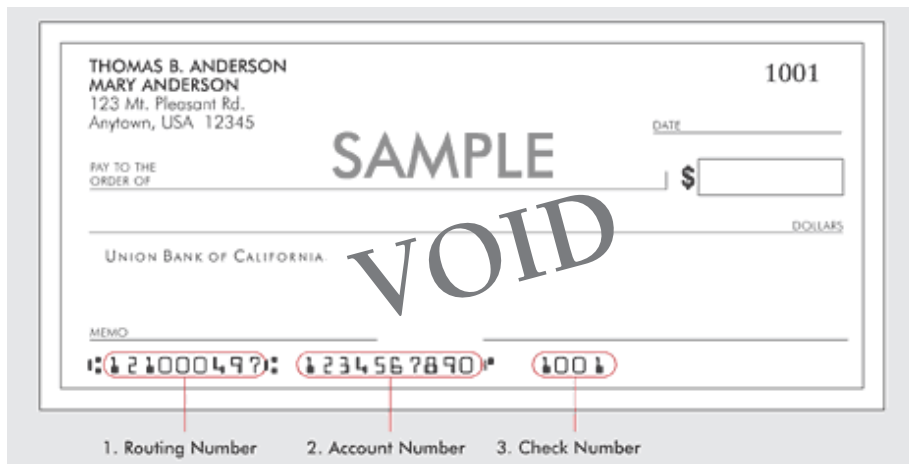 THOMAS B. ANDERSON
MARY ANDERSON
123 Mt. Pleasant Rd.
Anytown, USA 12345
1001
DATE
SAMPLE
PAY TO THE
ORDER OF
$
VOID
DOLLARS
UNION BANK OF CALIFORNIA
MEMO
⑆121000497⑆ 1234567890⑈ 1001
1. Routing Number 2. Account Number 3. Check Number